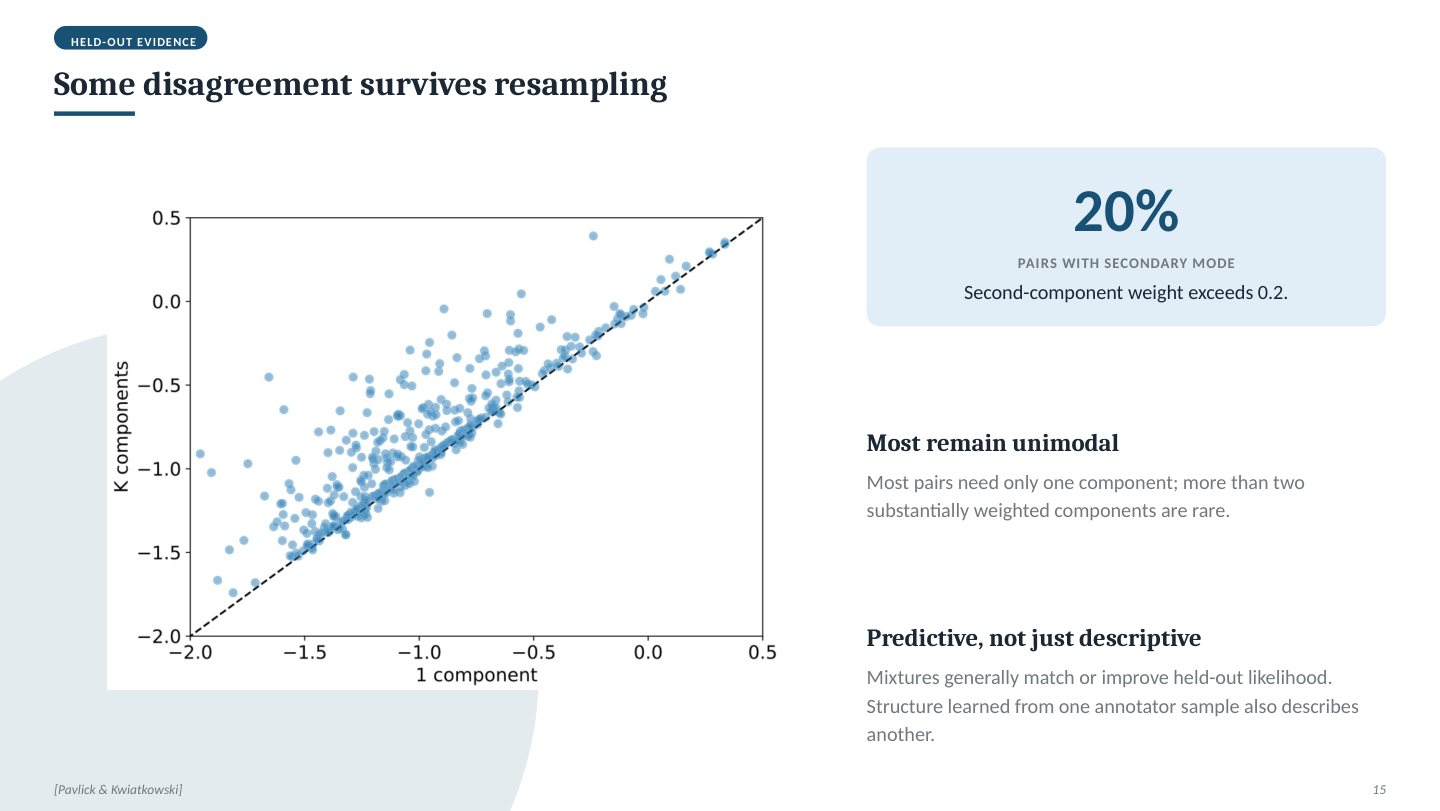 HELD-OUT EVIDENCE
Some disagreement survives resampling
0.5
0.0
−0.5
−1.0
−1.5
−2.0
K components
−2.0 −1.5 −1.0 −0.5 0.0 0.5
1 component
20%
PAIRS WITH SECONDARY MODE
Second-component weight exceeds 0.2.
Most remain unimodal
Most pairs need only one component; more than two
substantially weighted components are rare.
Predictive, not just descriptive
Mixtures generally match or improve held-out likelihood.
Structure learned from one annotator sample also describes
another.
[Pavlick & Kwiatkowski]
15